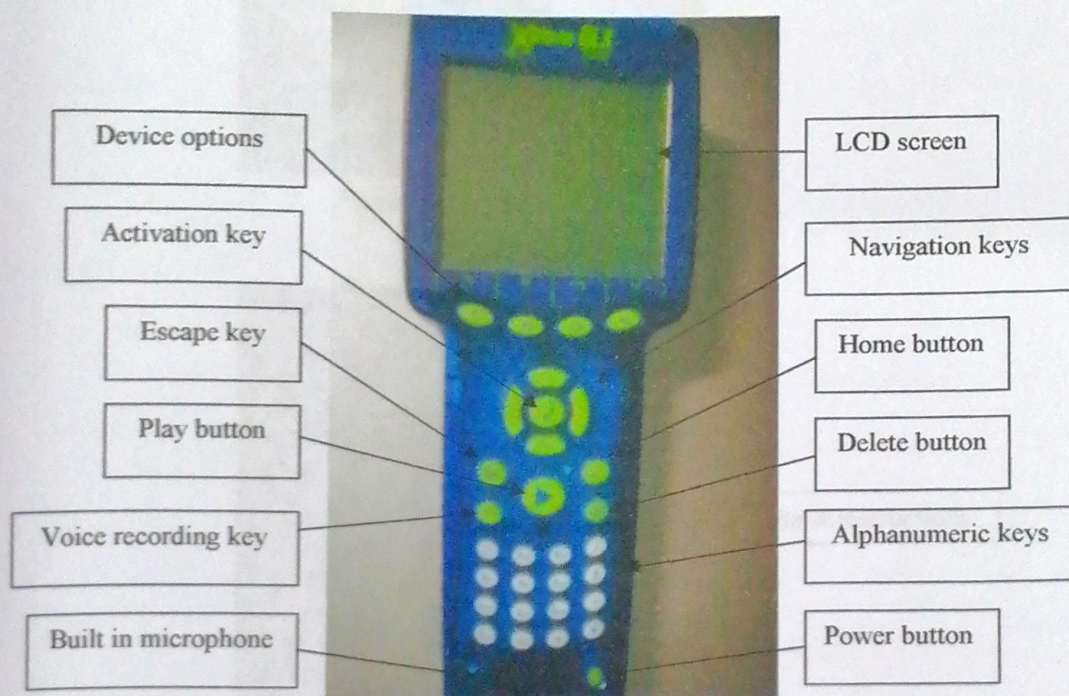 Device options
Activation key
Escape key
Play button
Voice recording key
Built in microphone
LCD screen
Navigation keys
Home button
Delete button
Alphanumeric keys
Power button